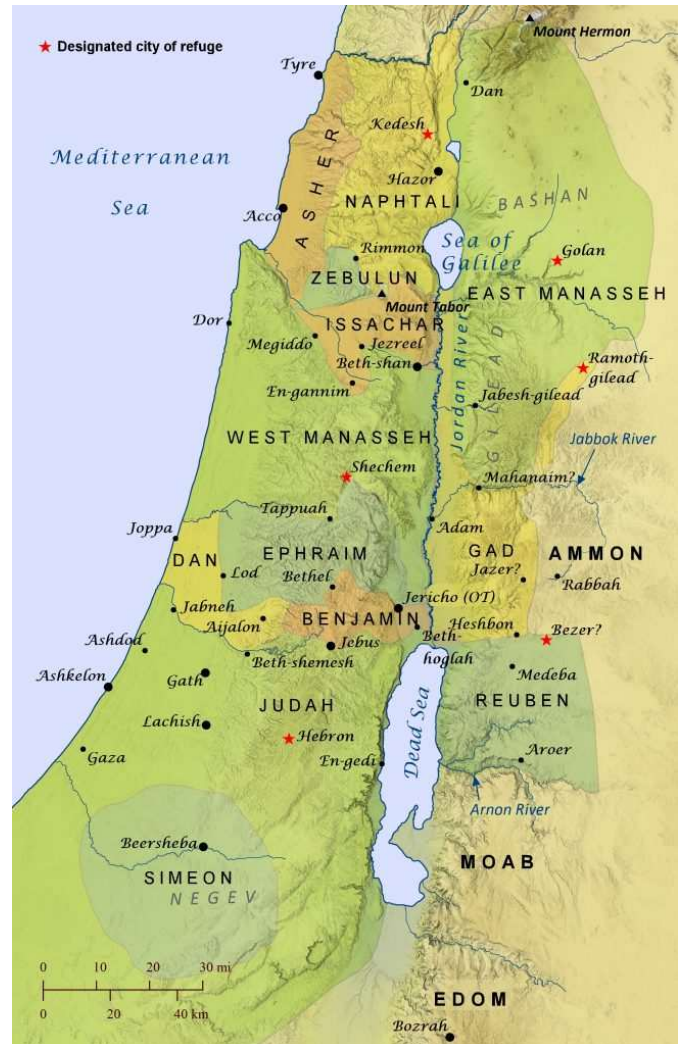 ★ Designated city of refuge
Mount Hermon
Tyre
Dan
Kedesh
Mediterranean
Sea
ASHER
Hazor
NAPHTALI
BASHAN
Acco
Rimmon
Sea of
Galilee
Golan
ZEBULUN
Mount Tabor
EAST MANASSEH
Dor
ISSACHAR
Megiddo
Jezreel
Beth-shan
Jordan River
GILEAD
Ramoth-
gilead
En-gannim
Jabesh-gilead
WEST MANASSEH
Jabbok River
Shechem
Mahanaim?
Tappuah
Adam
Joppa
DAN
EPHRAIM
GAD
AMMON
Lod
Bethel
Jazer?
Rabbah
Jericho (OT)
Jabneh
Aijalon
BENJAMIN
Beth-
hoglah
Heshbon
Bezer?
Ashdod
Beth-shemesh
Jebus
Medeba
Ashkelon
Gath
JUDAH
REUBEN
Lachish
Hebron
Dead Sea
Gaza
En-gedi
Aroer
Arnon River
Beersheba
MOAB
SIMEON
NEGEV
0 10 20 30 mi
0 20 40 km
EDOM
Bozrah